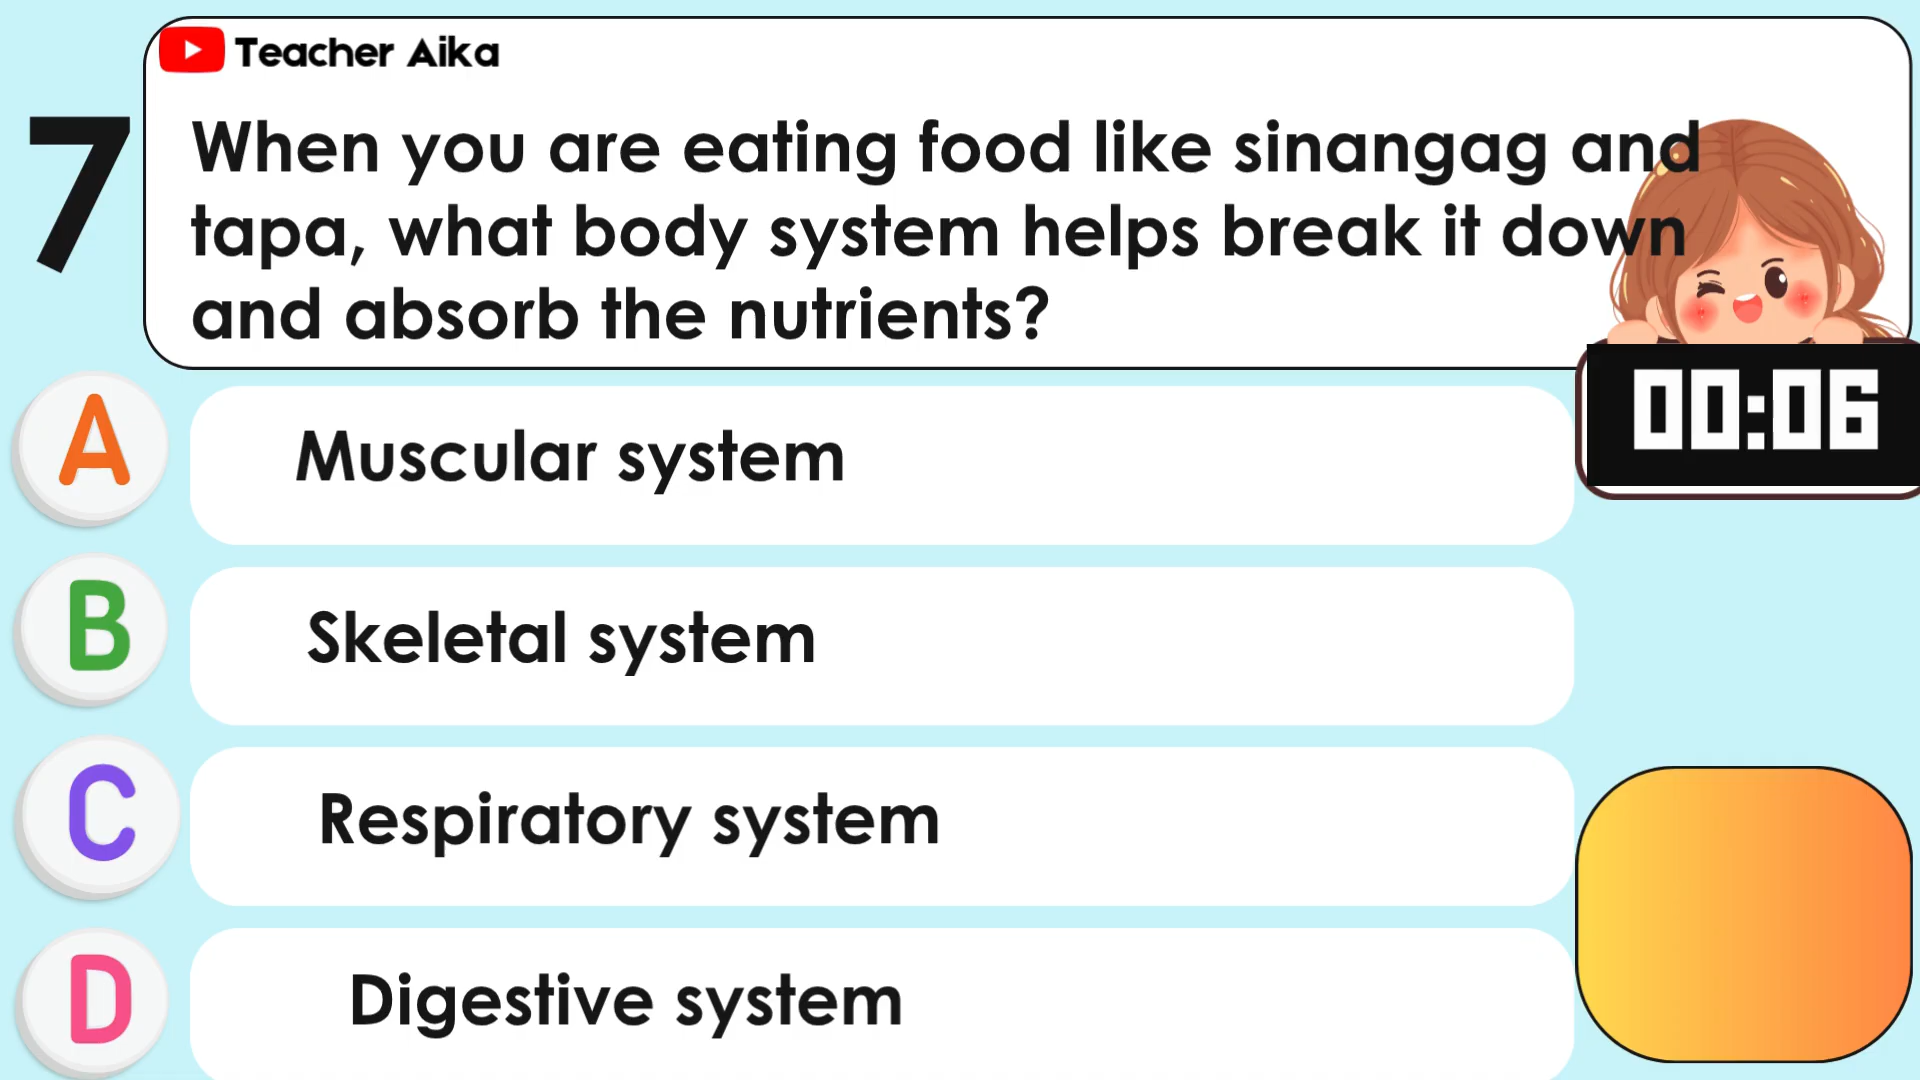 Teacher Aika
7
When you are eating food like sinangag and
tapa, what body system helps break it down
and absorb the nutrients?
00:06
A
Muscular system
B
Skeletal system
C
Respiratory system
D
Digestive system